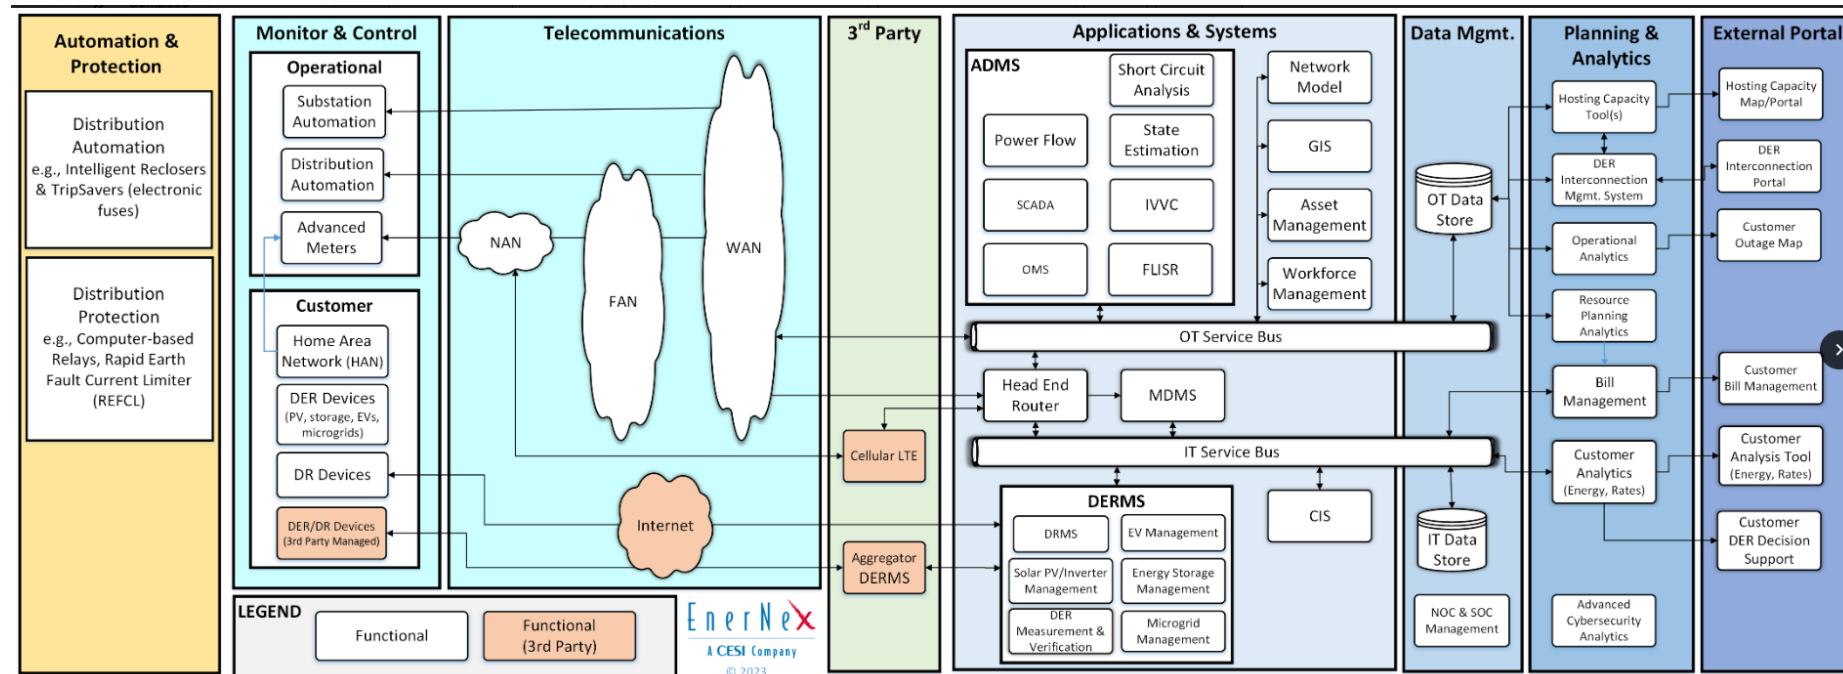 Automation &
Protection
Distribution
Automation
e.g., Intelligent Reclosers
& TripSavers (electronic
fuses)
Distribution
Protection
e.g., Computer-based
Relays, Rapid Earth
Fault Current Limiter
(REFCL)
Monitor & Control
Operational
Substation
Automation
Distribution
Automation
Advanced
Meters
Customer
Home Area
Network (HAN)
DER Devices
(PV, storage, EVs,
microgrids)
DR Devices
DER/DR Devices
(3rd Party Managed)
Telecommunications
NAN
FAN
WAN
Internet
3rd Party
Cellular LTE
Aggregator
DERMS
Applications & Systems
ADMS
Short Circuit
Analysis
Power Flow
State
Estimation
SCADA
IVVC
OMS
FLISR
Network
Model
GIS
Asset
Management
Workforce
Management
OT Service Bus
Head End
Router
MDMS
IT Service Bus
DERMS
DRMS
EV Management
Solar PV/Inverter
Management
Energy Storage
Management
DER
Measurement &
Verification
Microgrid
Management
CIS
Data Mgmt.
OT Data
Store
IT Data
Store
NOC & SOC
Management
Planning &
Analytics
Hosting Capacity
Tool(s)
DER
Interconnection
Mgmt. System
Operational
Analytics
Resource
Planning
Analytics
Bill
Management
Customer
Analytics
(Energy, Rates)
Advanced
Cybersecurity
Analytics
External Portal
Hosting Capacity
Map/Portal
DER
Interconnection
Portal
Customer
Outage Map
Customer
Bill Management
Customer
Analysis Tool
(Energy, Rates)
Customer
DER Decision
Support
LEGEND
Functional
Functional
(3rd Party)
EnerNex
A CESI Company
© 2023